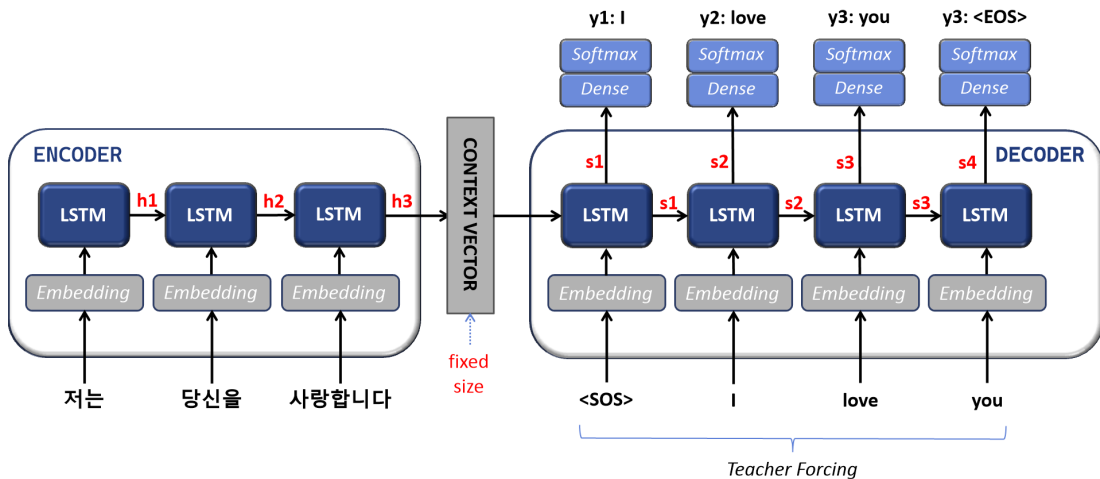 y1: I
y2: love
y3: you
y3: <EOS>
Softmax
Softmax
Softmax
Softmax
Dense
Dense
Dense
Dense
ENCODER
CONTEXT VECTOR
DECODER
s1
s2
s3
s4
LSTM
h1
LSTM
h2
LSTM
h3
LSTM
s1
LSTM
s2
LSTM
s3
LSTM
Embedding
Embedding
Embedding
Embedding
Embedding
Embedding
Embedding
fixed
size
저는
당신을
사랑합니다
<SOS>
I
love
you
Teacher Forcing